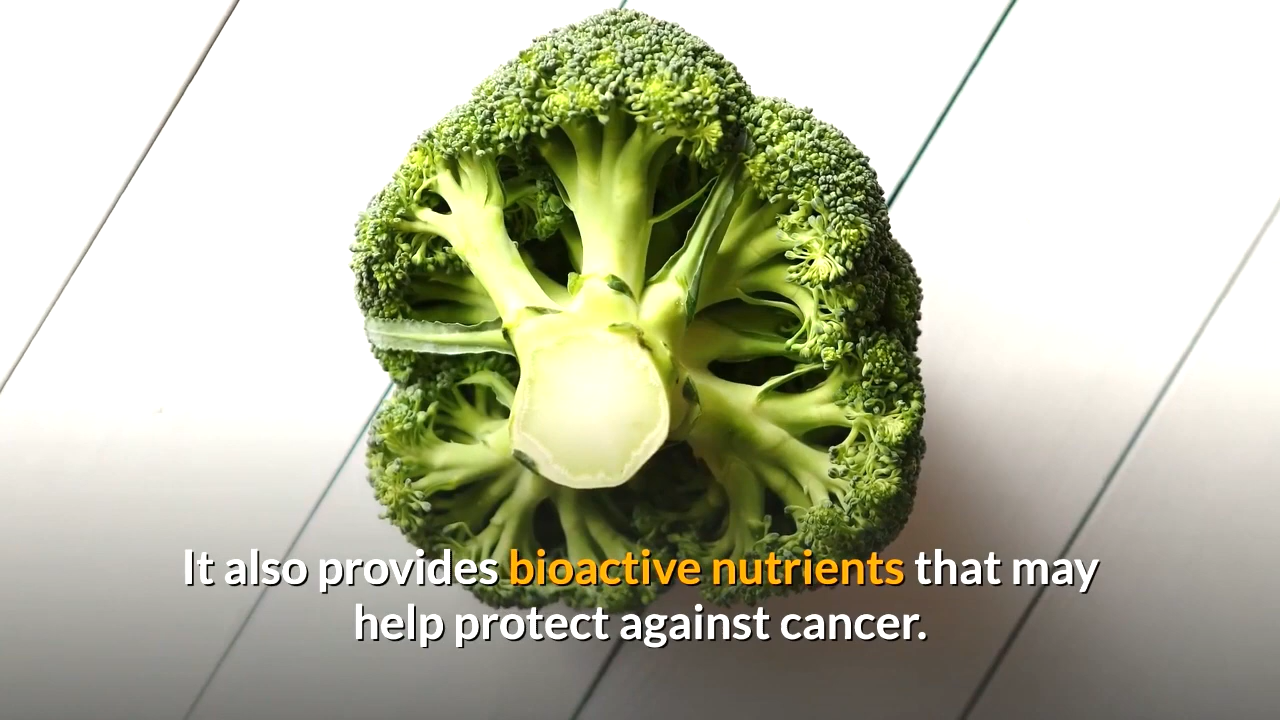 It also provides bioactive nutrients that may
help protect against cancer.